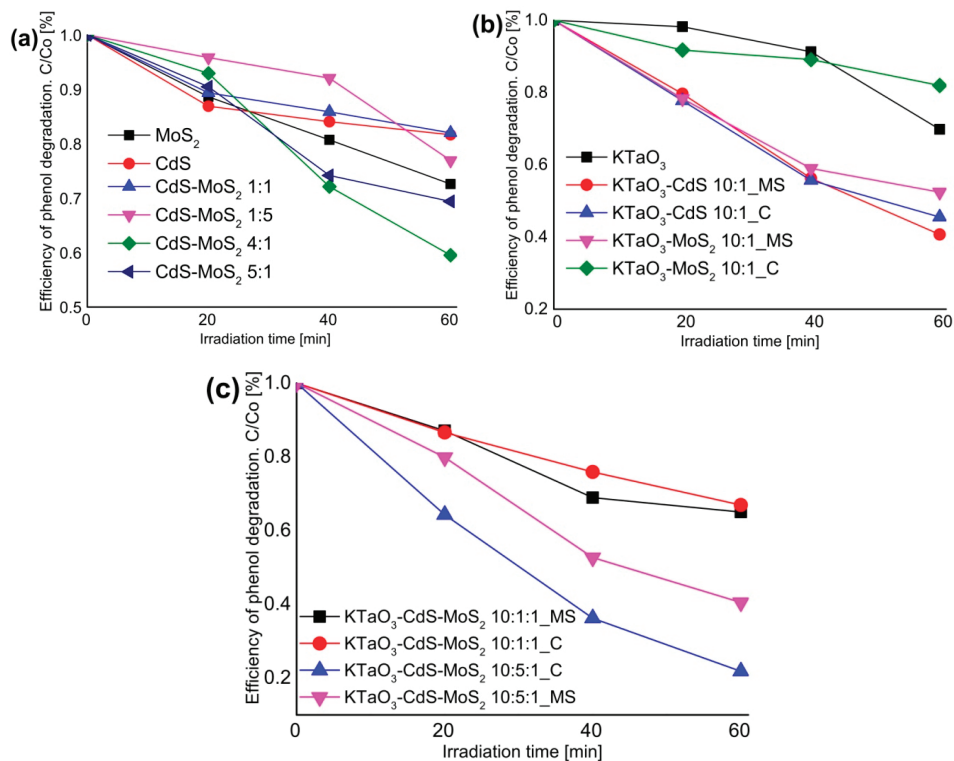 (a)
Efficiency of phenol degradation. C/Co [%]
1.0
0.9
0.8
0.7
0.6
0.5
MoS₂
CdS
CdS-MoS₂ 1:1
CdS-MoS₂ 1:5
CdS-MoS₂ 4:1
CdS-MoS₂ 5:1
0 20 40 60
Irradiation time [min]
(b)
Efficiency of phenol degradation. C/Co [%]
1.0
0.8
0.6
0.4
0.2
KTaO₃
KTaO₃-CdS 10:1_MS
KTaO₃-CdS 10:1_C
KTaO₃-MoS₂ 10:1_MS
KTaO₃-MoS₂ 10:1_C
0 20 40 60
Irradiation time [min]
(c)
Efficiency of phenol degradation. C/Co [%]
1.0
0.8
0.6
0.4
0.2
KTaO₃-CdS-MoS₂ 10:1:1_MS
KTaO₃-CdS-MoS₂ 10:1:1_C
KTaO₃-CdS-MoS₂ 10:5:1_C
KTaO₃-CdS-MoS₂ 10:5:1_MS
0 20 40 60
Irradiation time [min]